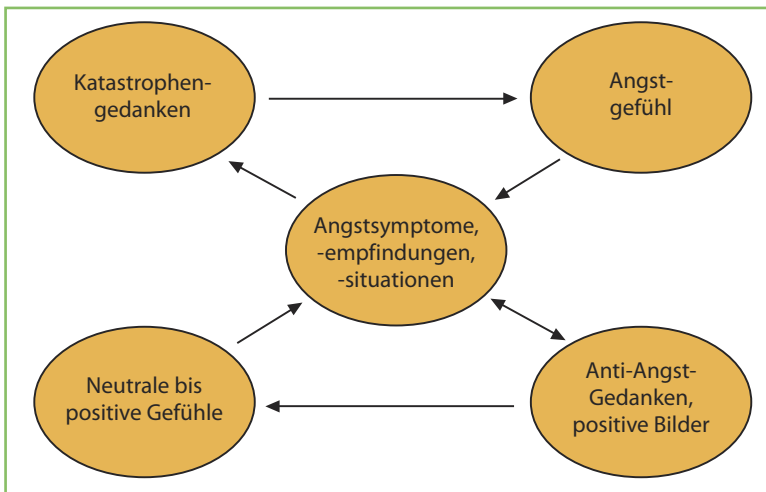 Katastrophen-
gedanken
Angst-
gefühl
Angstsymptome,
-empfindungen,
-situationen
Neutrale bis
positive Gefühle
Anti-Angst-
Gedanken,
positive Bilder